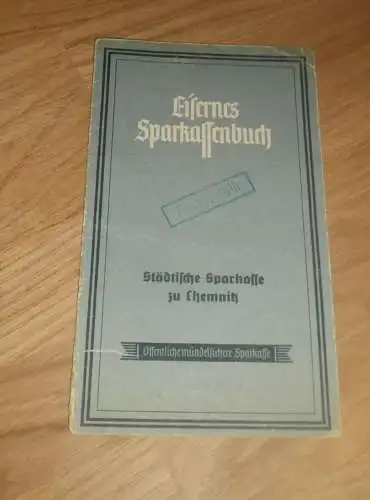 Eisernes
Sparkassenbuch
Städtische Sparkasse
zu Chemnitz
Öffentliche mündelsichere Sparkasse